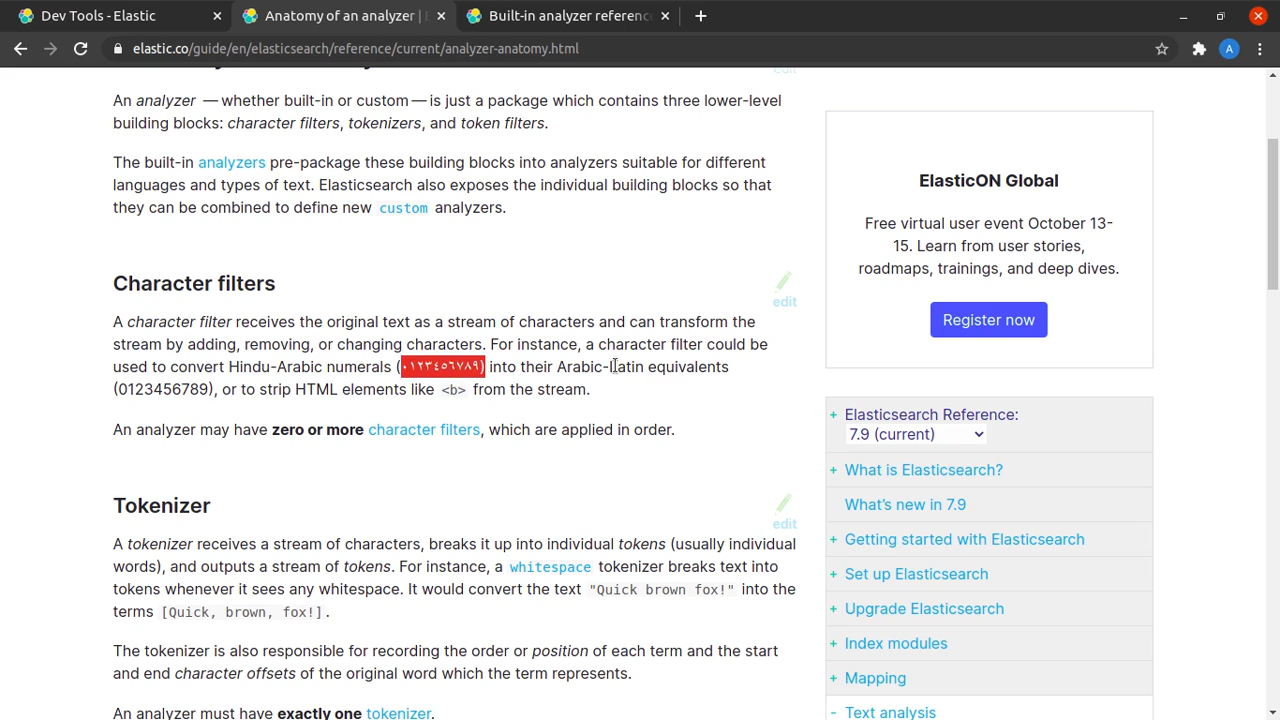 Dev Tools - Elastic
Anatomy of an analyzer |
Built-in analyzer reference
elastic.co/guide/en/elasticsearch/reference/current/analyzer-anatomy.html
A
edit
An analyzer — whether built-in or custom — is just a package which contains three lower-level
building blocks: character filters, tokenizers, and token filters.
The built-in analyzers pre-package these building blocks into analyzers suitable for different
languages and types of text. Elasticsearch also exposes the individual building blocks so that
they can be combined to define new custom analyzers.
Character filters
edit
A character filter receives the original text as a stream of characters and can transform the
stream by adding, removing, or changing characters. For instance, a character filter could be
used to convert Hindu-Arabic numerals (٠١٢٣٤٥٦٧٨٩) into their Arabic-Latin equivalents
(0123456789), or to strip HTML elements like <b> from the stream.
An analyzer may have zero or more character filters, which are applied in order.
Tokenizer
edit
A tokenizer receives a stream of characters, breaks it up into individual tokens (usually individual
words), and outputs a stream of tokens. For instance, a whitespace tokenizer breaks text into
tokens whenever it sees any whitespace. It would convert the text "Quick brown fox!" into the
terms [Quick, brown, fox!].
The tokenizer is also responsible for recording the order or position of each term and the start
and end character offsets of the original word which the term represents.
An analyzer must have exactly one tokenizer.
ElasticON Global
Free virtual user event October 13-
15. Learn from user stories,
roadmaps, trainings, and deep dives.
Register now
+ Elasticsearch Reference:
7.9 (current)
+ What is Elasticsearch?
What's new in 7.9
+ Getting started with Elasticsearch
+ Set up Elasticsearch
+ Upgrade Elasticsearch
+ Index modules
+ Mapping
- Text analysis